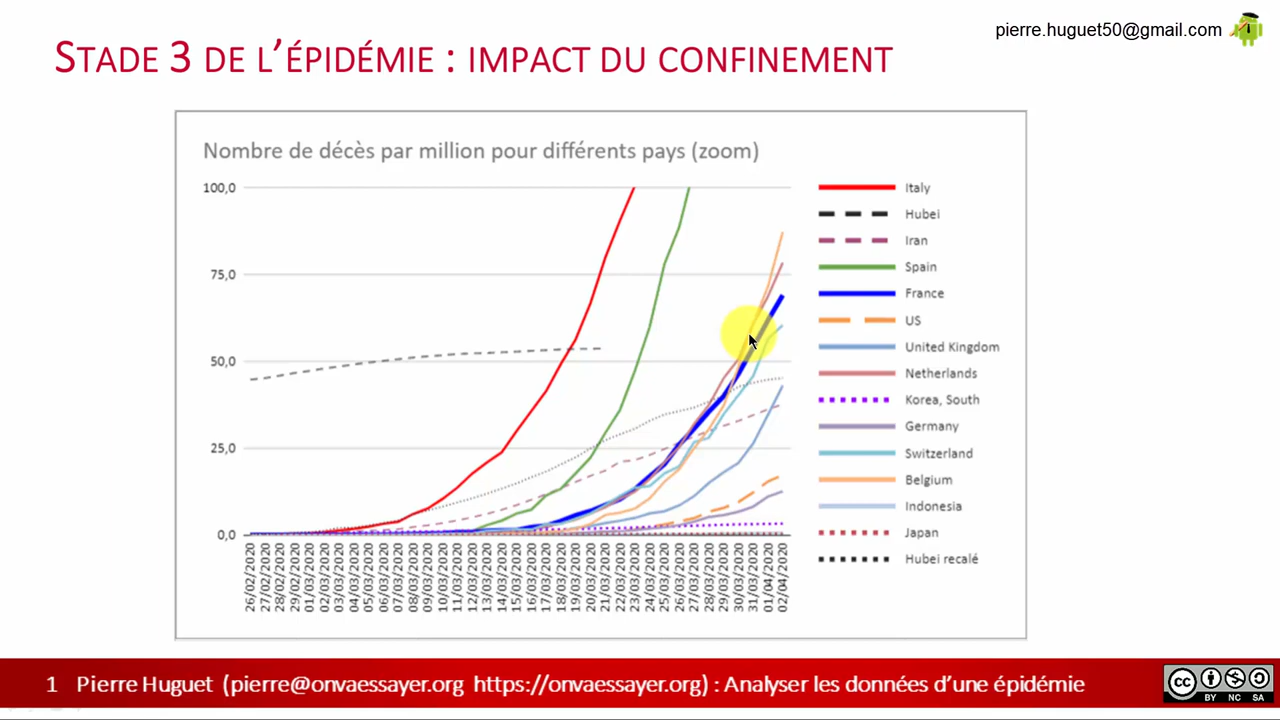 pierre.huguet50@gmail.com
STADE 3 DE L'ÉPIDÉMIE : IMPACT DU CONFINEMENT
Nombre de décès par million pour différents pays (zoom)
100,0
75,0
50,0
25,0
0,0
26/02/2020
27/02/2020
28/02/2020
29/02/2020
01/03/2020
02/03/2020
03/03/2020
04/03/2020
05/03/2020
06/03/2020
07/03/2020
08/03/2020
09/03/2020
10/03/2020
11/03/2020
12/03/2020
13/03/2020
14/03/2020
15/03/2020
16/03/2020
17/03/2020
18/03/2020
19/03/2020
20/03/2020
21/03/2020
22/03/2020
23/03/2020
24/03/2020
25/03/2020
26/03/2020
27/03/2020
28/03/2020
29/03/2020
30/03/2020
31/03/2020
01/04/2020
02/04/2020
Italy
Hubei
Iran
Spain
France
US
United Kingdom
Netherlands
Korea, South
Germany
Switzerland
Belgium
Indonesia
Japan
Hubei recalé
1 Pierre Huguet (pierre@onvaessayer.org https://onvaessayer.org) : Analyser les données d'une épidémie
CC
BY NC SA